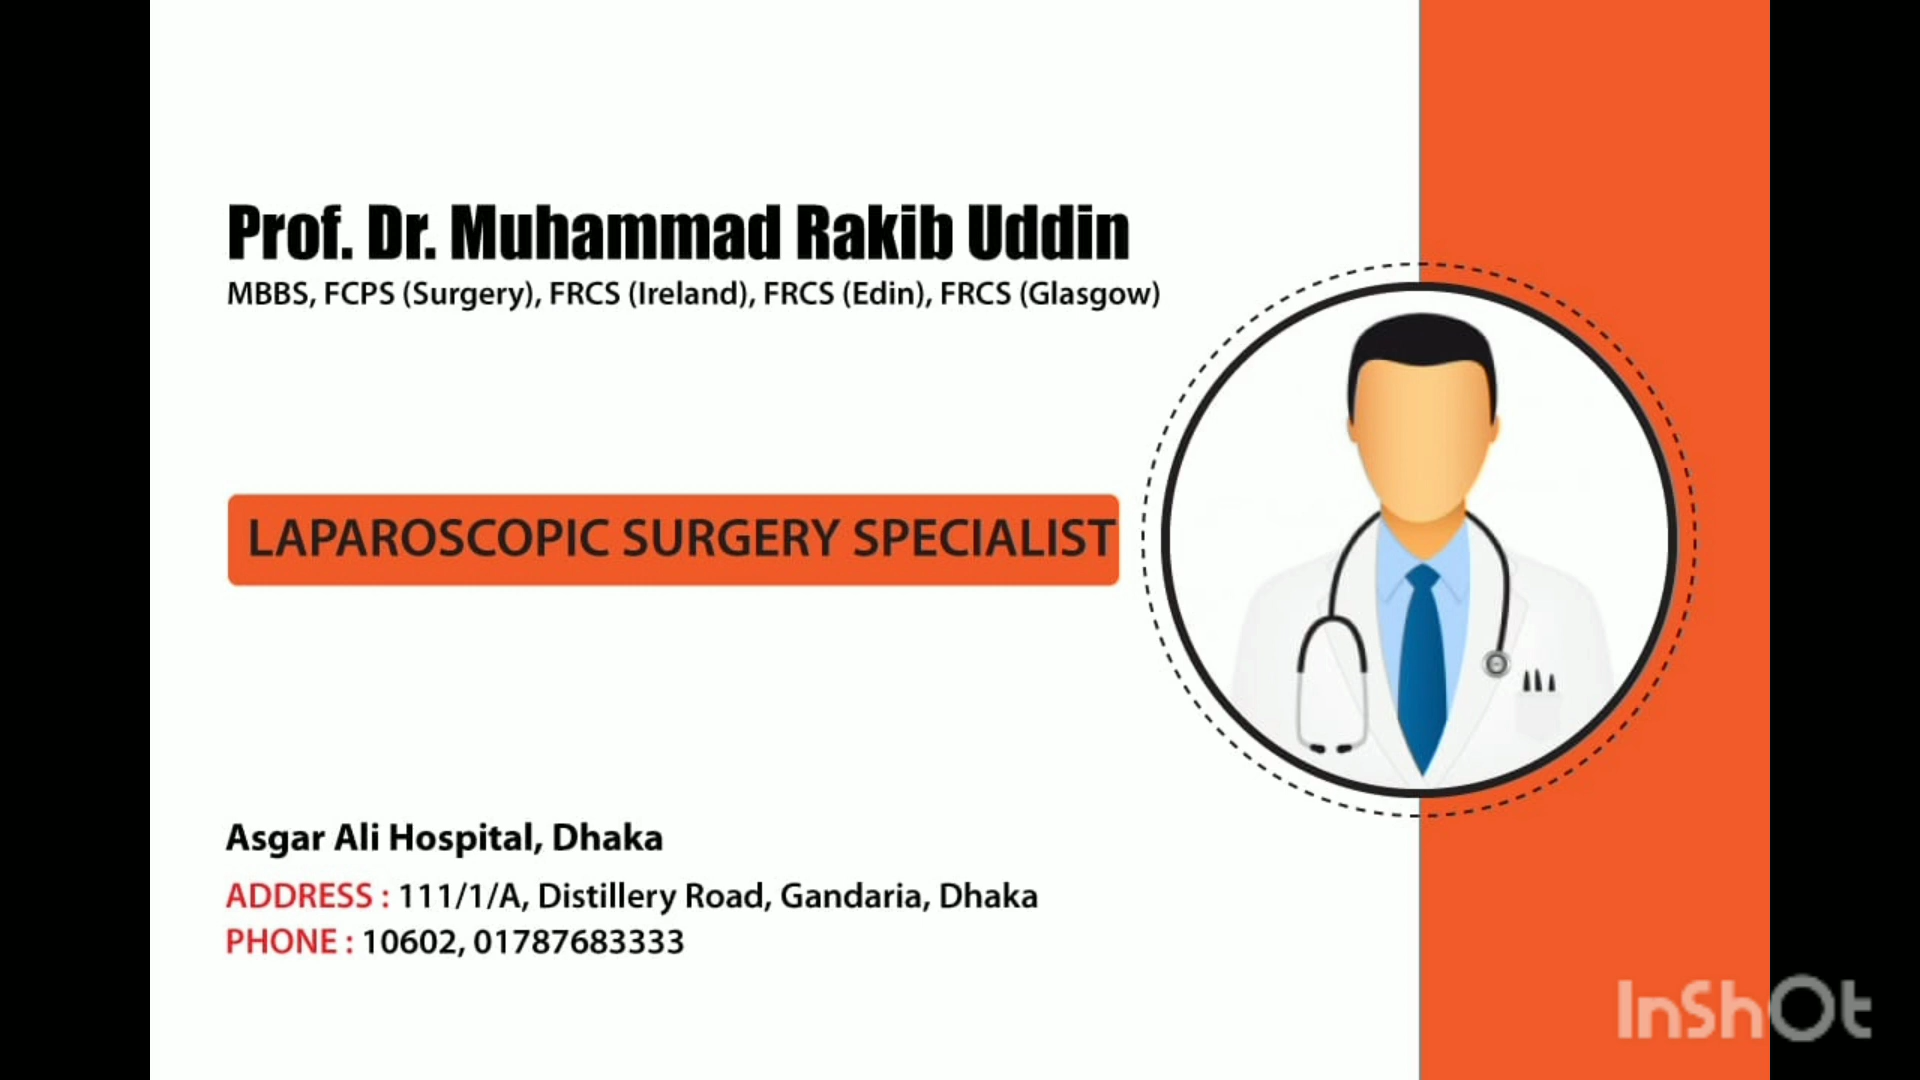 Prof. Dr. Muhammad Rakib Uddin
MBBS, FCPS (Surgery), FRCS (Ireland), FRCS (Edin), FRCS (Glasgow)
LAPAROSCOPIC SURGERY SPECIALIST
Asgar Ali Hospital, Dhaka
ADDRESS : 111/1/A, Distillery Road, Gandaria, Dhaka
PHONE : 10602, 01787683333
InShOt